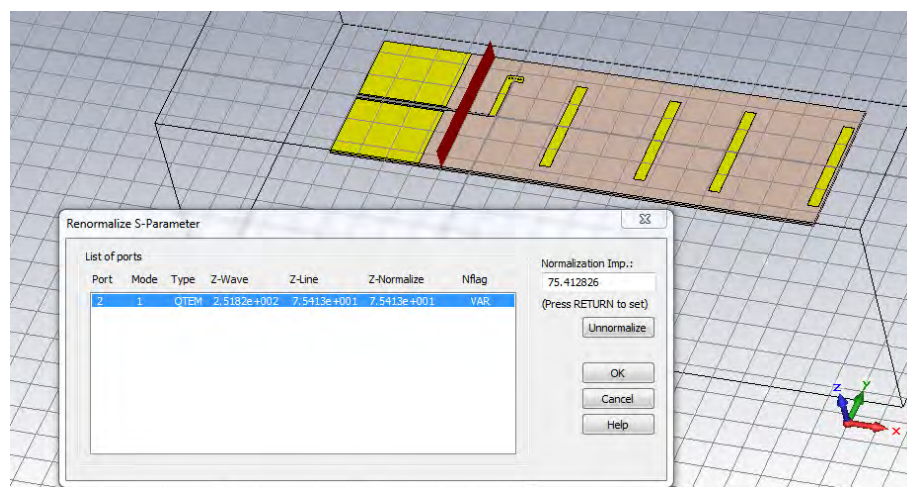 Renormalize S-Parameter
List of ports
Port Mode Type Z-Wave Z-Line Z-Normalize Nflag
2 1 QTEM 2.5182e+002 7.5413e+001 7.5413e+001 VAR
Normalization Imp.:
75.412826
(Press RETURN to set)
Unnormalize
OK
Cancel
Help
z y
x